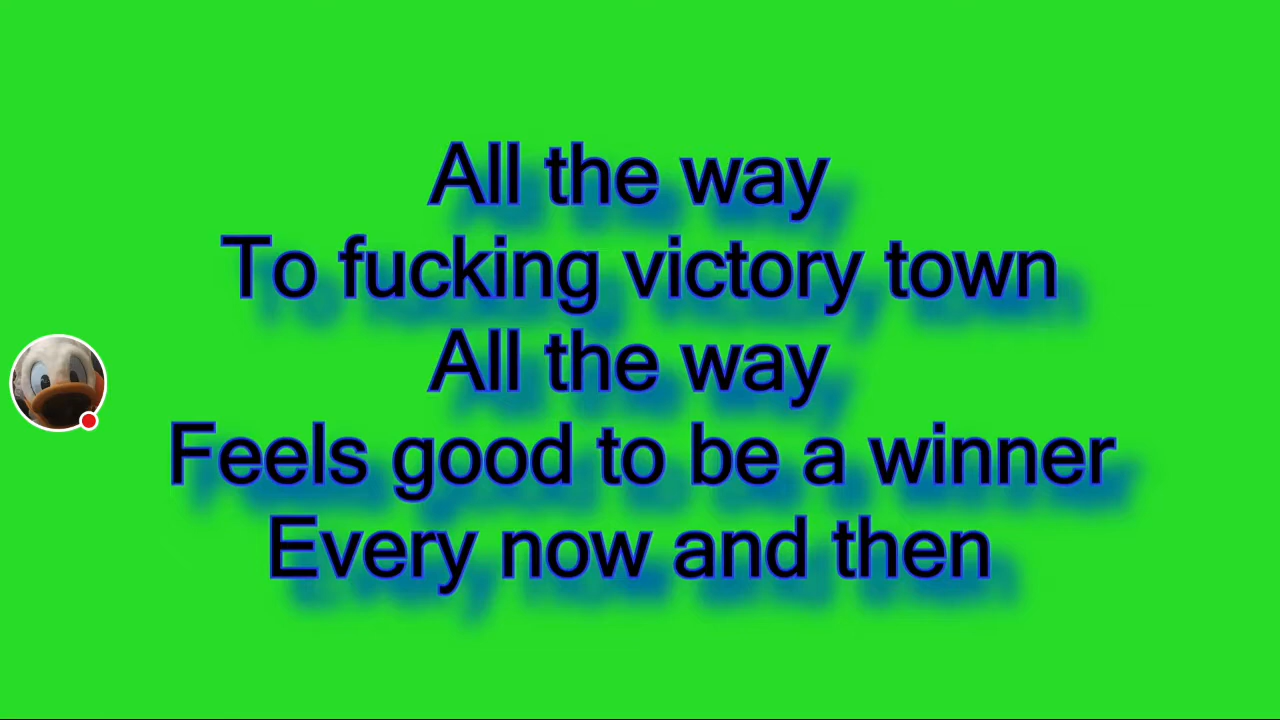 All the way
To fucking victory town
All the way
Feels good to be a winner
Every now and then